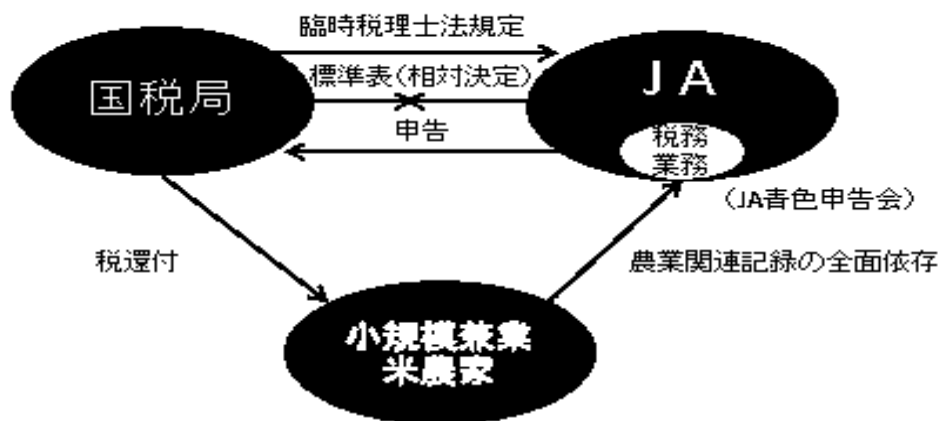 臨時税理士法規定
国税局
標準表(相対決定)
JA
申告
税務
業務
(JA青色申告会)
税還付
農業関連記録の全面依存
小規模兼業
米農家